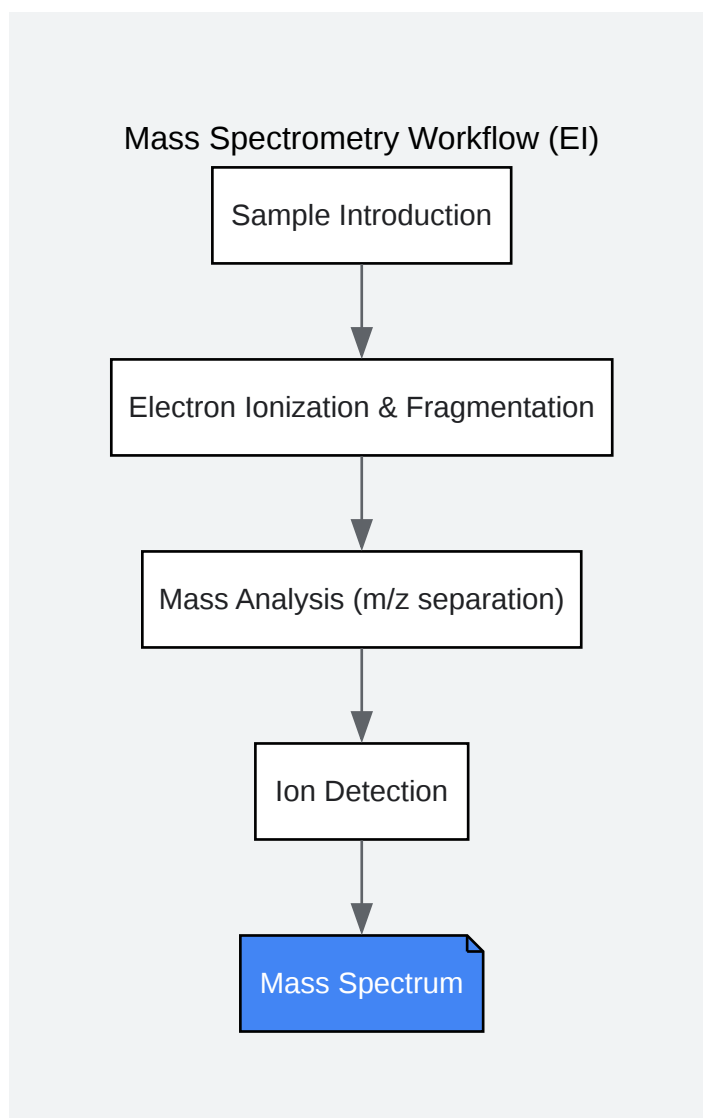 Mass Spectrometry Workflow (EI)
Sample Introduction
Electron Ionization & Fragmentation
Mass Analysis (m/z separation)
Ion Detection
Mass Spectrum